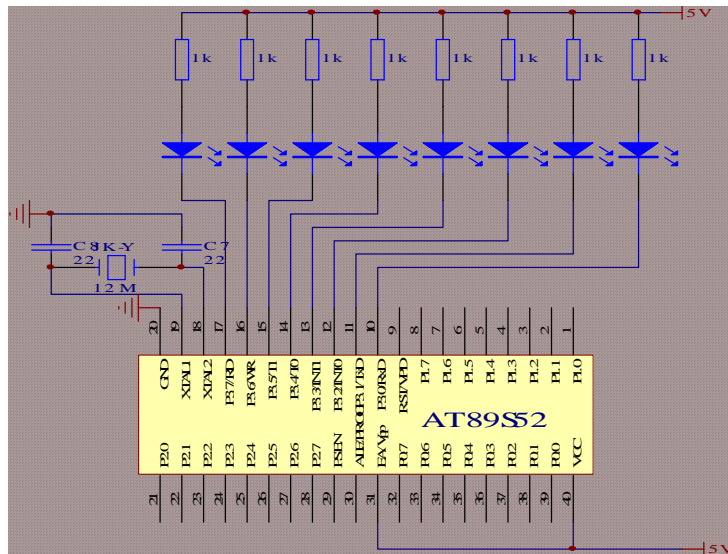 5V
1k 1k 1k 1k 1k 1k 1k 1k
C8 JK-Y C7
22 22
12M
20 19 18 17 16 15 14 13 12 11 10 9 8 7 6 5 4 3 2 1
GND XTAL1 XTAL2 P3.7/RD P3.6/WR P3.5/T1 P3.4/T0 P3.3/INT1 P3.2/INT0 P3.1/TXD P3.0/RXD RST/VPD P1.7 P1.6 P1.5 P1.4 P1.3 P1.2 P1.1 P1.0
AT89S52
P2.0 P2.1 P2.2 P2.3 P2.4 P2.5 P2.6 P2.7 PSEN ALE/PROG EA/Vpp P0.7 P0.6 P0.5 P0.4 P0.3 P0.2 P0.1 P0.0 VCC
21 22 23 24 25 26 27 28 29 30 31 32 33 34 35 36 37 38 39 40
5V